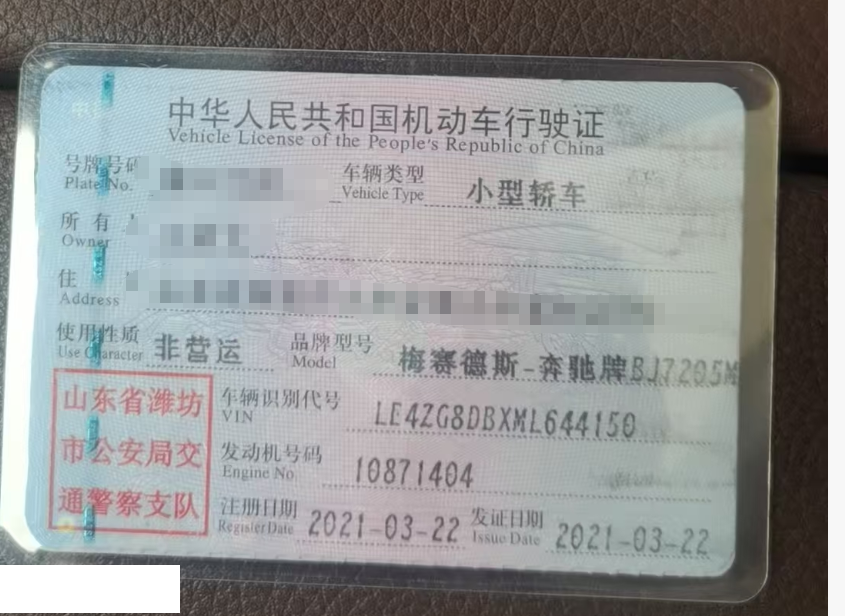 中华人民共和国机动车行驶证
Vehicle License of the People's Republic of China
号牌号码 车辆类型 小型轿车
Plate No. Vehicle Type
所有
Owner
住
Address
使用性质 非营运 品牌型号 梅赛德斯-奔驰牌BJ7205M
Use Character Model
山东省潍坊
市公安局交
通警察支队
车辆识别代号 LE4ZG8DBXML644150
VIN
发动机号码 10871404
Engine No.
注册日期 2021-03-22 发证日期 2021-03-22
Register Date Issue Date